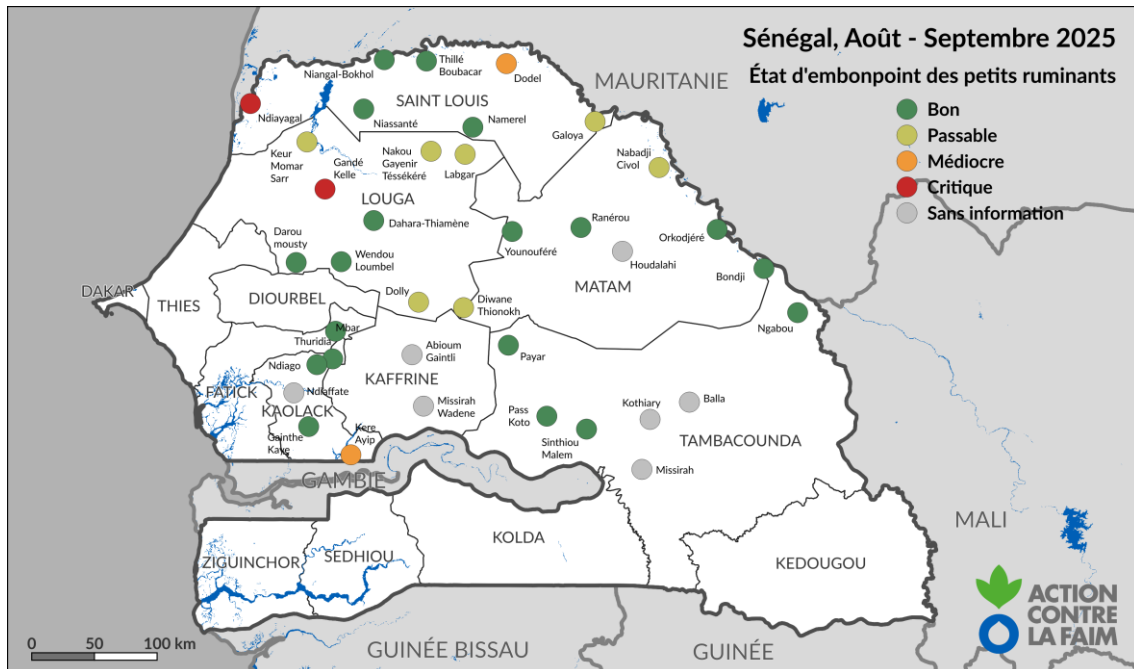 Sénégal, Août - Septembre 2025
État d'embonpoint des petits ruminants
Bon
Passable
Médiocre
Critique
Sans information
MAURITANIE
Niangal-Bokhol
Thillé
Boubacar
Dodel
SAINT LOUIS
Ndiayagal
Niassanté
Namerel
Galoya
Keur
Momar
Sarr
Gandé
Kelle
Nakou
Gayenir
Téssékéré
Labgar
Nabadji
Civol
LOUGA
Dahara-Thiamène
Ranérou
Orkodjéré
Younouféré
Houdalahi
Darou
mousty
Wendou
Loumbel
Bondji
MATAM
DAKAR
THIES
DIOURBEL
Dolly
Diwane
Thionokh
Ngabou
Mbar
Thuridia
Abioum
Gaintli
Payar
Ndiago
KAFFRINE
FATICK
Ndiaffate
KAOLACK
Missirah
Wadene
Pass
Koto
Kothiary
Balla
Sinthiou
Malem
TAMBACOUNDA
Gainthe
Kaye
Kere
Ayip
Missirah
GAMBIE
MALI
KOLDA
ZIGUINCHOR
SEDHIOU
KEDOUGOU
GUINÉE BISSAU
GUINÉE
0 50 100 km
ACTION
CONTRE
LA FAIM